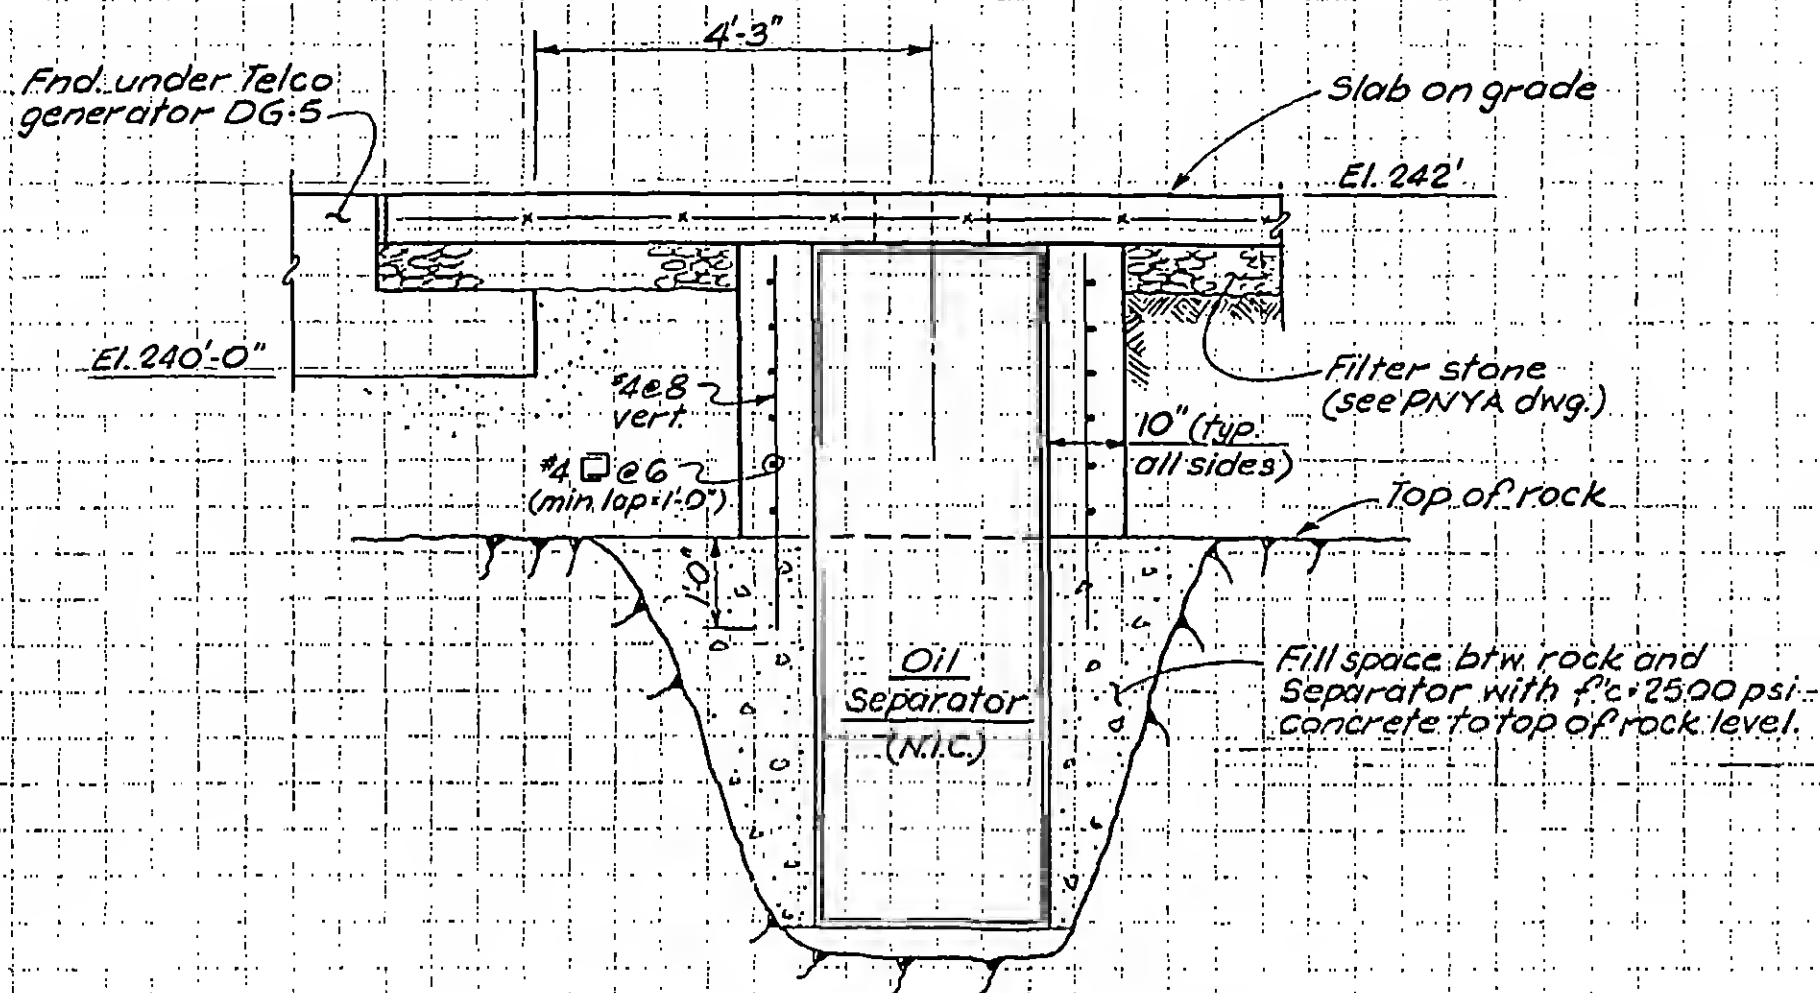 4'-3"
Fnd. under Telco
generator DG-5
Slab on grade
El. 242'
El. 240'-0"
#4@8
vert.
#4 @ 6
(min. lap=1'-0")
10" (typ.
all sides)
Filter stone
(see PNYA dwg.)
Top of rock
1'-0"
Oil
Separator
(N.I.C.)
Fill space btw. rock and
Separator with f'c=2500 psi-
concrete to top of rock level.